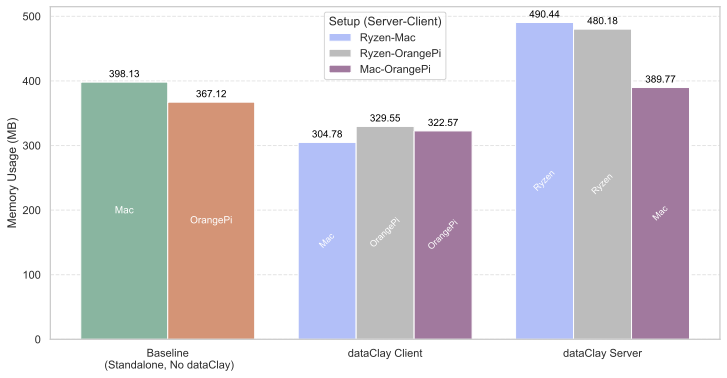 Setup (Server-Client)
Ryzen-Mac
Ryzen-OrangePi
Mac-OrangePi
Memory Usage (MB)
500
400
300
200
100
0
398.13
367.12
304.78
329.55
322.57
490.44
480.18
389.77
Mac
OrangePi
Mac
OrangePi
OrangePi
Ryzen
Ryzen
Mac
Baseline
(Standalone, No dataClay)
dataClay Client
dataClay Server